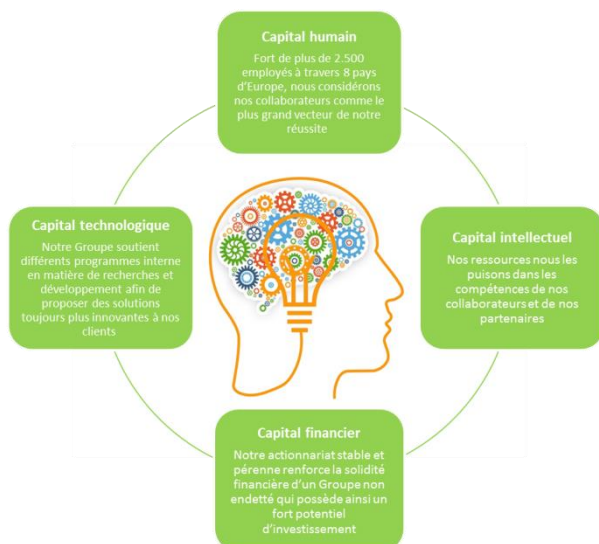 Capital humain
Fort de plus de 2.500
employés à travers 8 pays
d'Europe, nous considérons
nos collaborateurs comme le
plus grand vecteur de notre
réussite
Capital technologique
Notre Groupe soutient
différents programmes interne
en matière de recherches et
développement afin de
proposer des solutions
toujours plus innovantes à nos
clients
Capital intellectuel
Nos ressources nous les
puisons dans les
compétences de nos
collaborateurs et de nos
partenaires
Capital financier
Notre actionnariat stable et
pérenne renforce la solidité
financière d'un Groupe non
endetté qui possède ainsi un
fort potentiel
d'investissement